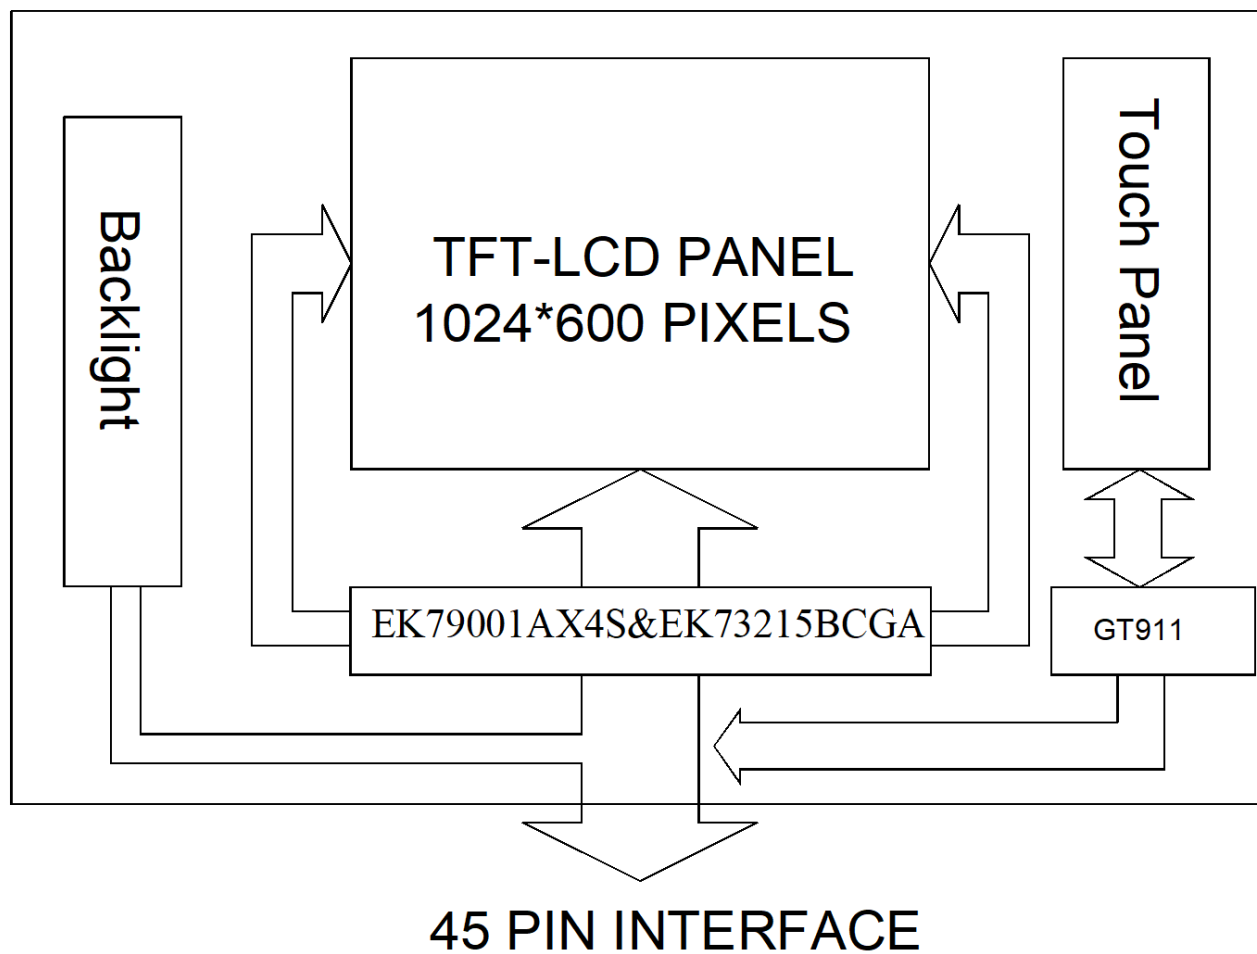 Backlight
TFT-LCD PANEL
1024*600 PIXELS
Touch Panel
EK79001AX4S&EK73215BCGA
GT911
45 PIN INTERFACE